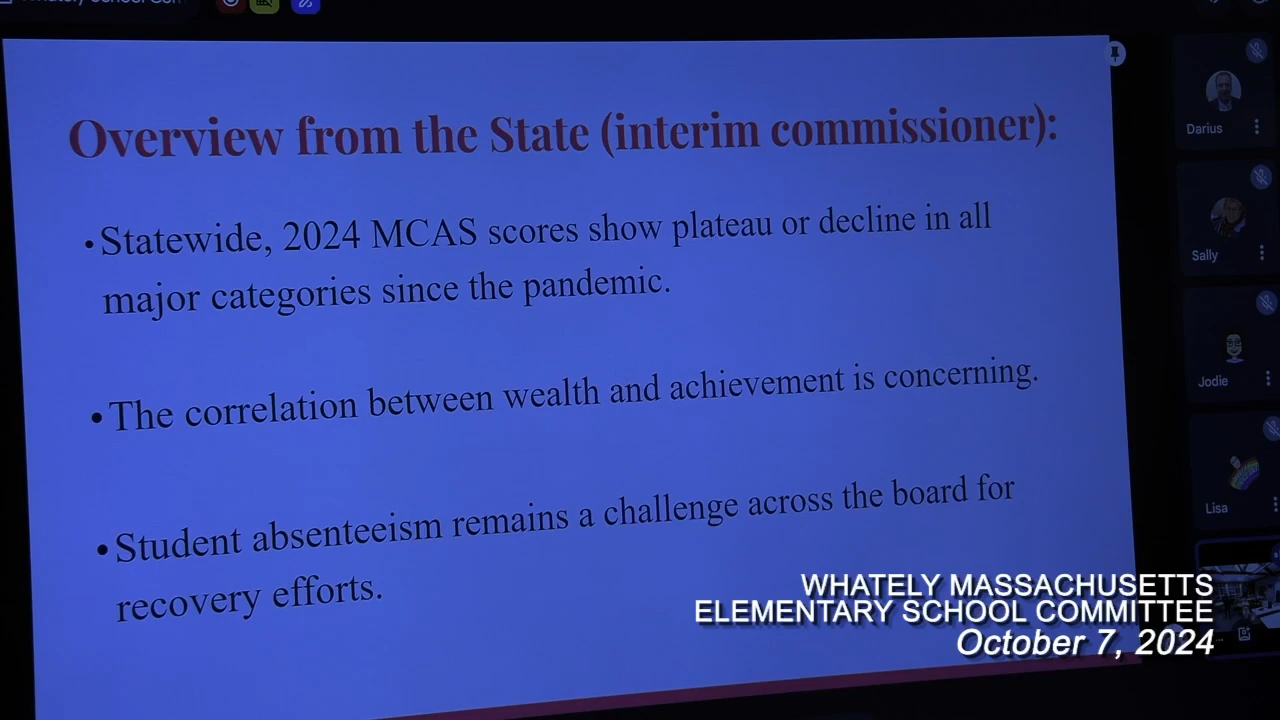 Overview from the State (interim commissioner):
• Statewide, 2024 MCAS scores show plateau or decline in all
major categories since the pandemic.
• The correlation between wealth and achievement is concerning.
• Student absenteeism remains a challenge across the board for
recovery efforts.
Darius
Sally
Jodie
Lisa
WHATELY MASSACHUSETTS
ELEMENTARY SCHOOL COMMITTEE
October 7, 2024